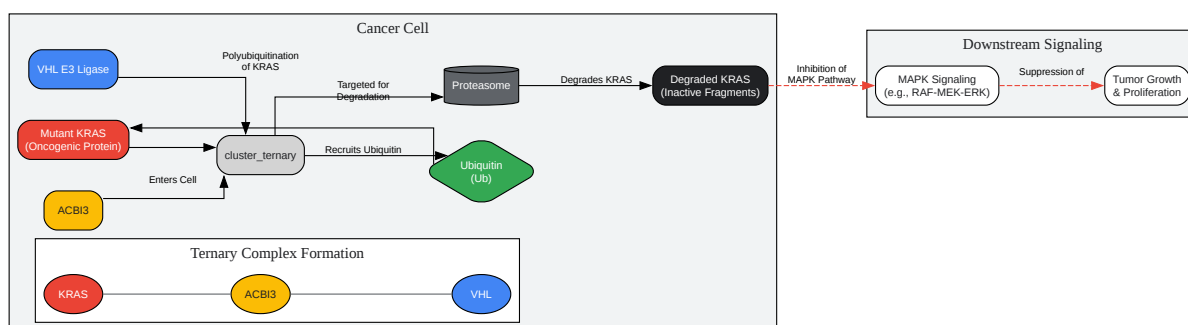 Cancer Cell
Downstream Signaling
VHL E3 Ligase
Polyubiquitination
of KRAS
Targeted for
Degradation
Proteasome
Degrades KRAS
Degraded KRAS
(Inactive Fragments)
Inhibition of
MAPK Pathway
MAPK Signaling
(e.g., RAF-MEK-ERK)
Suppression of
Tumor Growth
& Proliferation
Mutant KRAS
(Oncogenic Protein)
cluster_ternary
Recruits Ubiquitin
Ubiquitin
(Ub)
Enters Cell
ACBI3
Ternary Complex Formation
KRAS
ACBI3
VHL